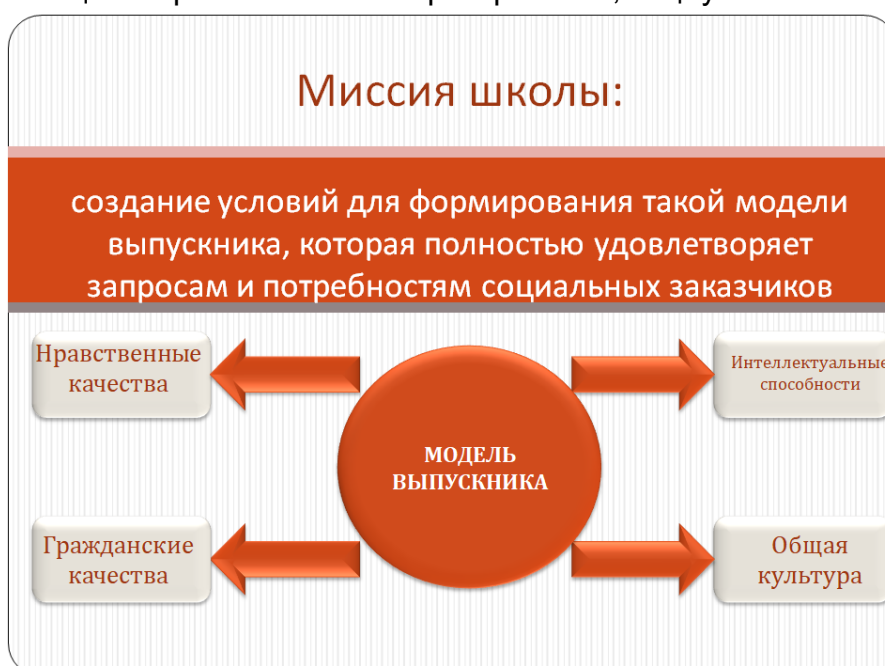 Миссия школы:
создание условий для формирования такой модели
выпускника, которая полностью удовлетворяет
запросам и потребностям социальных заказчиков
Нравственные
качества
Интеллектуальные
способности
МОДЕЛЬ
ВЫПУСКНИКА
Гражданские
качества
Общая
культура